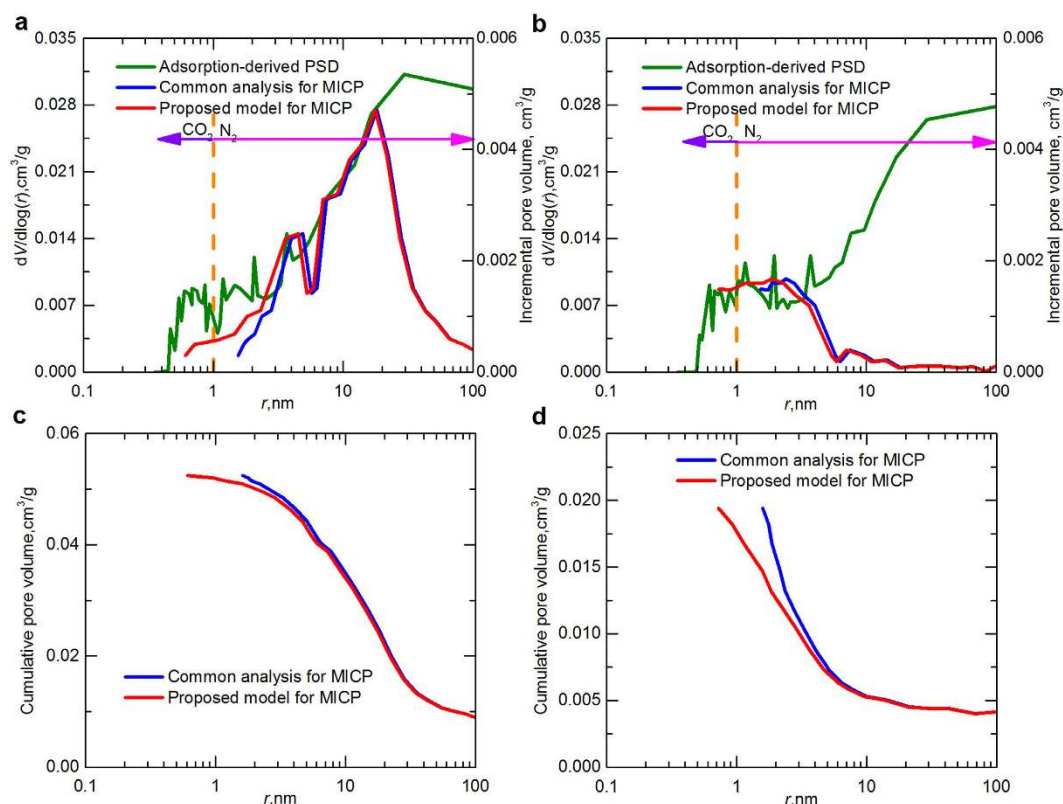 a
0.035
0.028
0.021
0.014
0.007
0.000
dV/dlog(r),cm³/g
Adsorption-derived PSD
Common analysis for MICP
Proposed model for MICP
CO₂ N₂
0.006
0.004
0.002
0.000
Incremental pore volume, cm³/g
0.1
1
10
100
r,nm
b
0.035
0.028
0.021
0.014
0.007
0.000
dV/dlog(r),cm³/g
Adsorption-derived PSD
Common analysis for MICP
Proposed model for MICP
CO₂ N₂
0.006
0.004
0.002
0.000
Incremental pore volume, cm³/g
0.1
1
10
100
r,nm
c
0.06
0.04
0.02
0.00
Cumulative pore volume,cm³/g
Common analysis for MICP
Proposed model for MICP
0.1
1
10
100
r,nm
d
0.025
0.020
0.015
0.010
0.005
0.000
Cumulative pore volume,cm³/g
Common analysis for MICP
Proposed model for MICP
0.1
1
10
100
r,nm